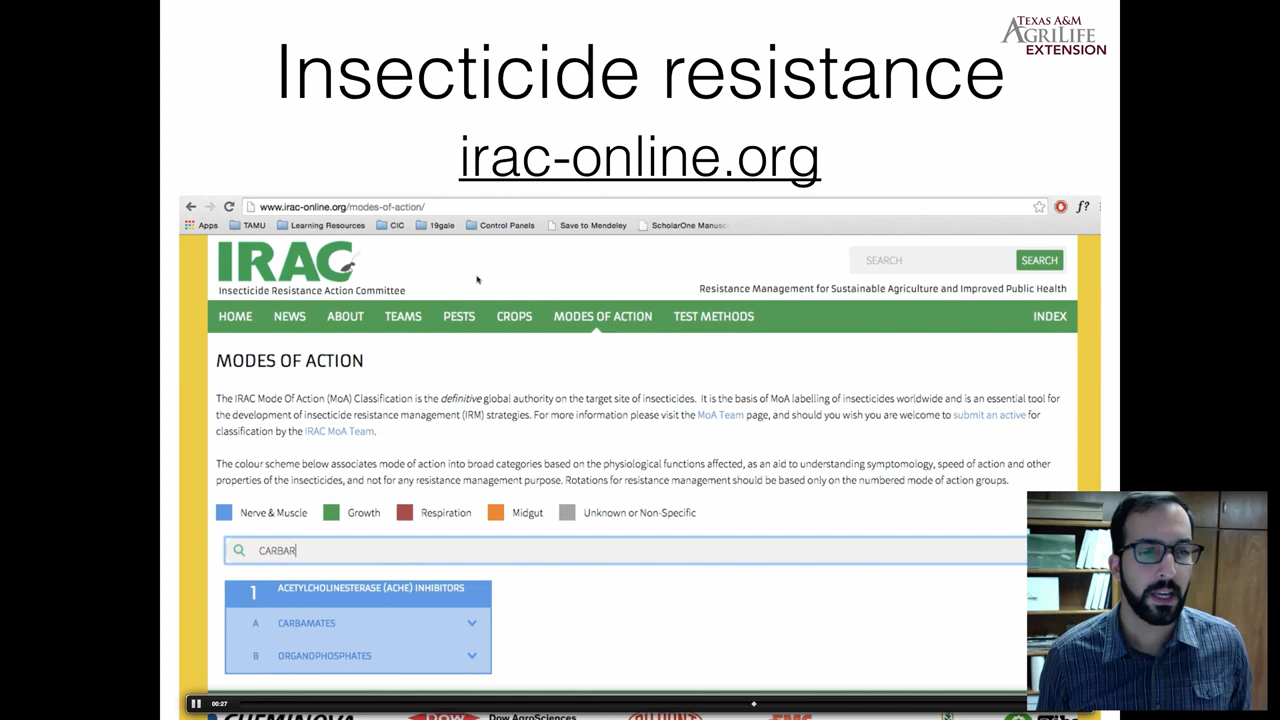 TEXAS A&M
AGRILIFE
EXTENSION
Insecticide resistance
irac-online.org
www.irac-online.org/modes-of-action/
f?
Apps TAMU Learning Resources CIC 19gale Control Panels Save to Mendeley ScholarOne Manusc
IRAC
Insecticide Resistance Action Committee
SEARCH SEARCH
Resistance Management for Sustainable Agriculture and Improved Public Health
HOME NEWS ABOUT TEAMS PESTS CROPS MODES OF ACTION TEST METHODS INDEX
MODES OF ACTION
The IRAC Mode Of Action (MoA) Classification is the definitive global authority on the target site of insecticides. It is the basis of MoA labelling of insecticides worldwide and is an essential tool for
the development of insecticide resistance management (IRM) strategies. For more information please visit the MoA Team page, and should you wish you are welcome to submit an active for
classification by the IRAC MoA Team.
The colour scheme below associates mode of action into broad categories based on the physiological functions affected, as an aid to understanding symptomology, speed of action and other
properties of the insecticides, and not for any resistance management purpose. Rotations for resistance management should be based only on the numbered mode of action groups.
Nerve & Muscle Growth Respiration Midgut Unknown or Non-Specific
CARBAR
1 ACETYLCHOLINESTERASE (ACHE) INHIBITORS
A CARBAMATES
B ORGANOPHOSPHATES
00:27
CHEMINOVA Dow Dow AgroSciences